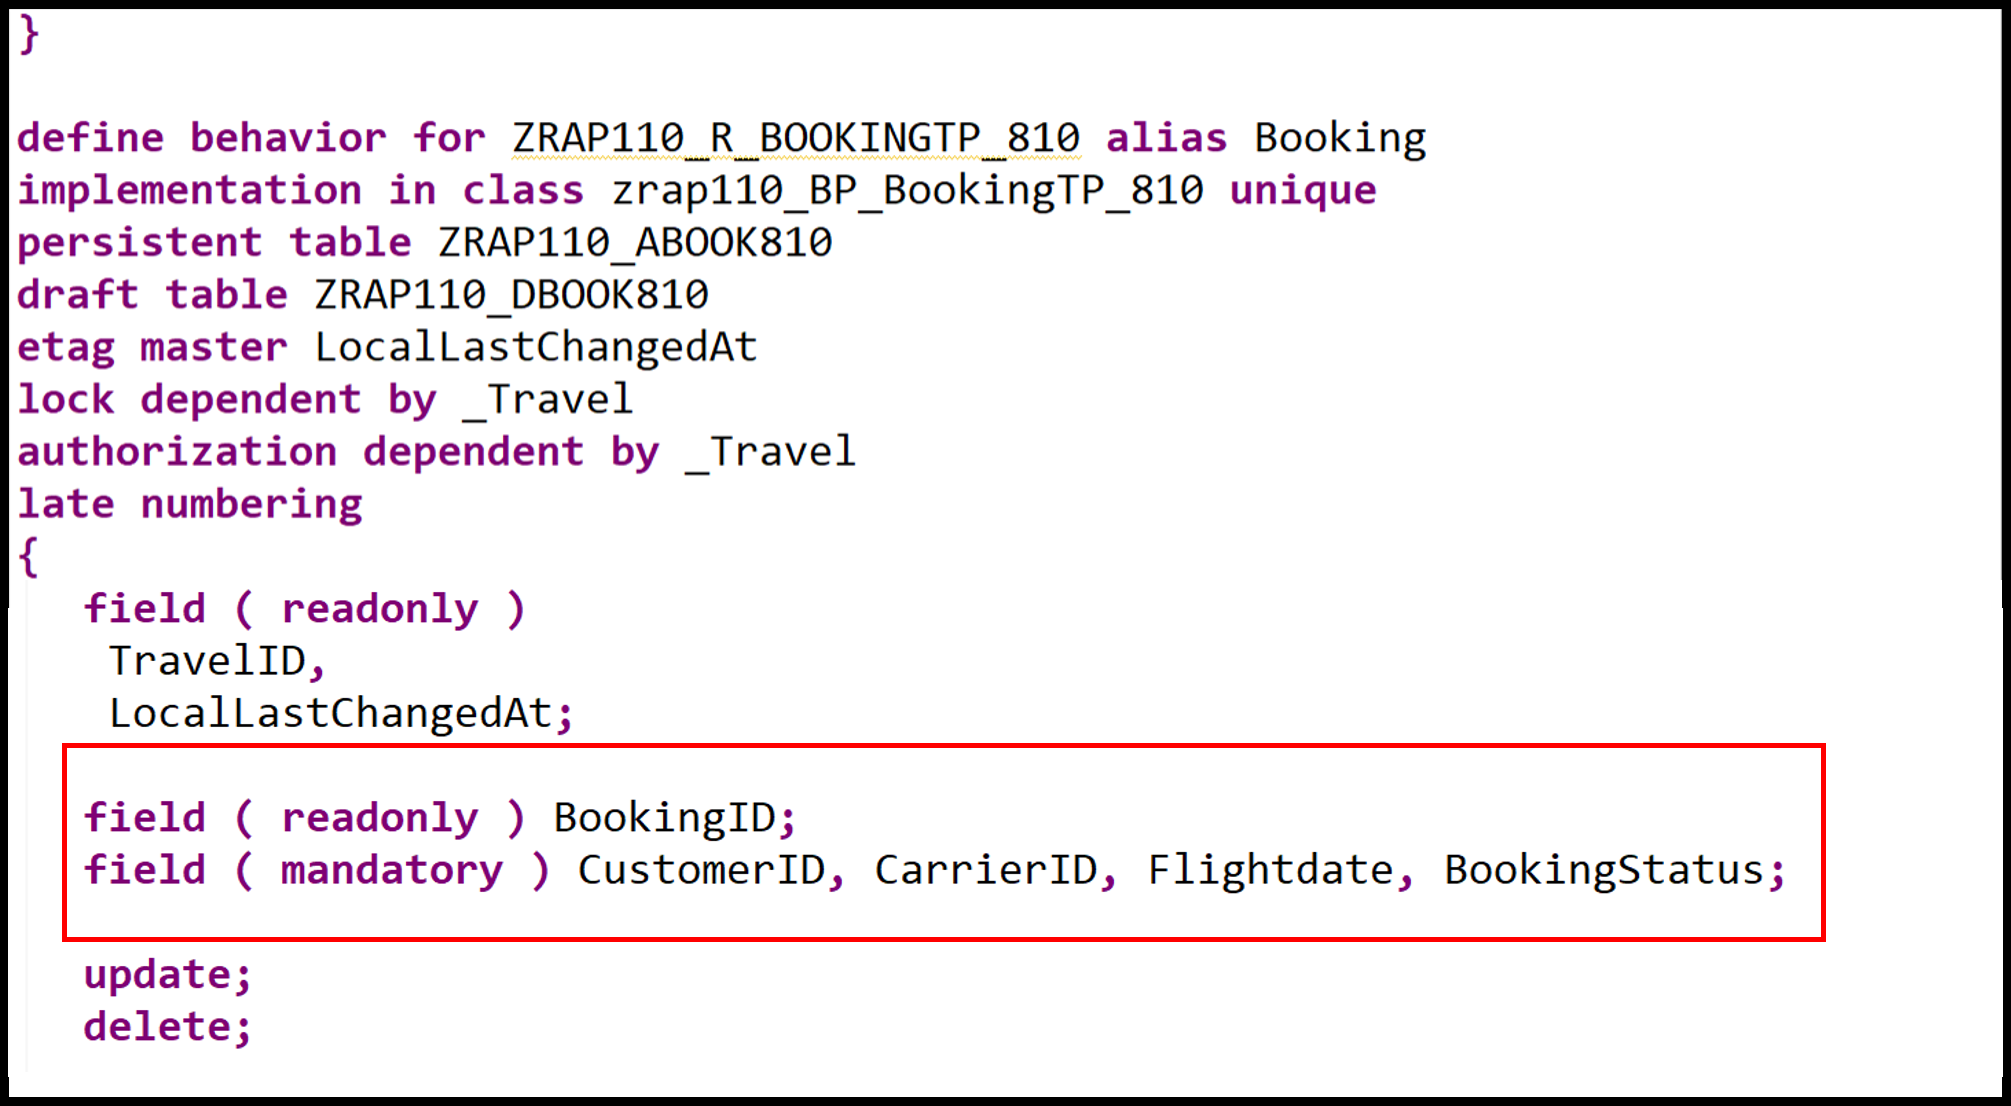 }
define behavior for ZRAP110_R_BOOKINGTP_810 alias Booking
implementation in class zrap110_BP_BookingTP_810 unique
persistent table ZRAP110_ABOOK810
draft table ZRAP110_DBOOK810
etag master LocalLastChangedAt
lock dependent by _Travel
authorization dependent by _Travel
late numbering
{
field ( readonly )
TravelID,
LocalLastChangedAt;
field ( readonly ) BookingID;
field ( mandatory ) CustomerID, CarrierID, Flightdate, BookingStatus;
update;
delete;